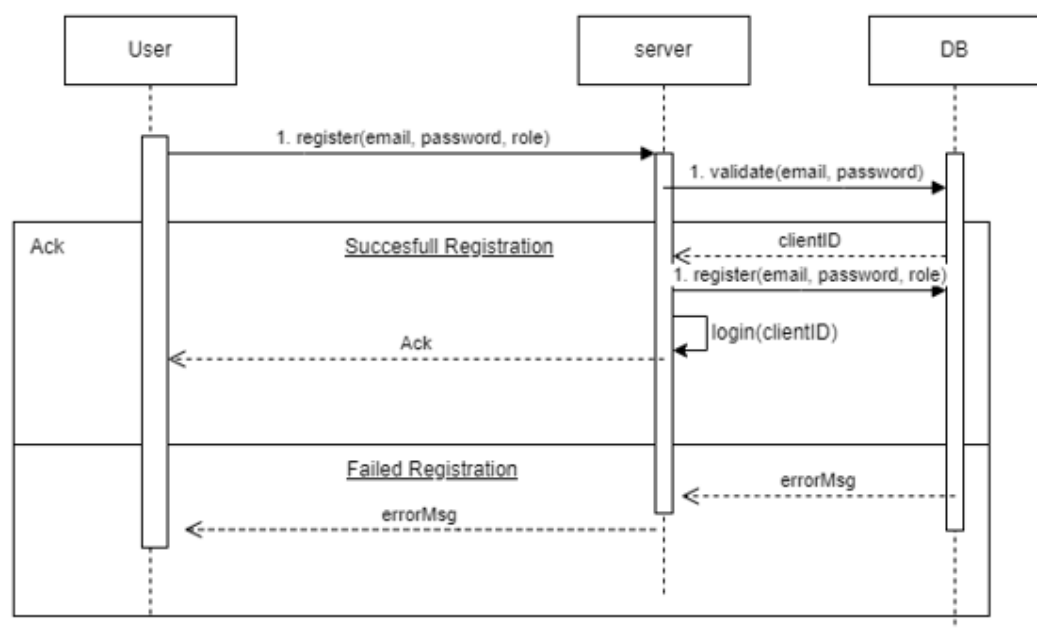 User
server
DB
1. register(email, password, role)
1. validate(email, password)
Ack
Succesfull Registration
clientID
1. register(email, password, role)
login(clientID)
Ack
Failed Registration
errorMsg
errorMsg